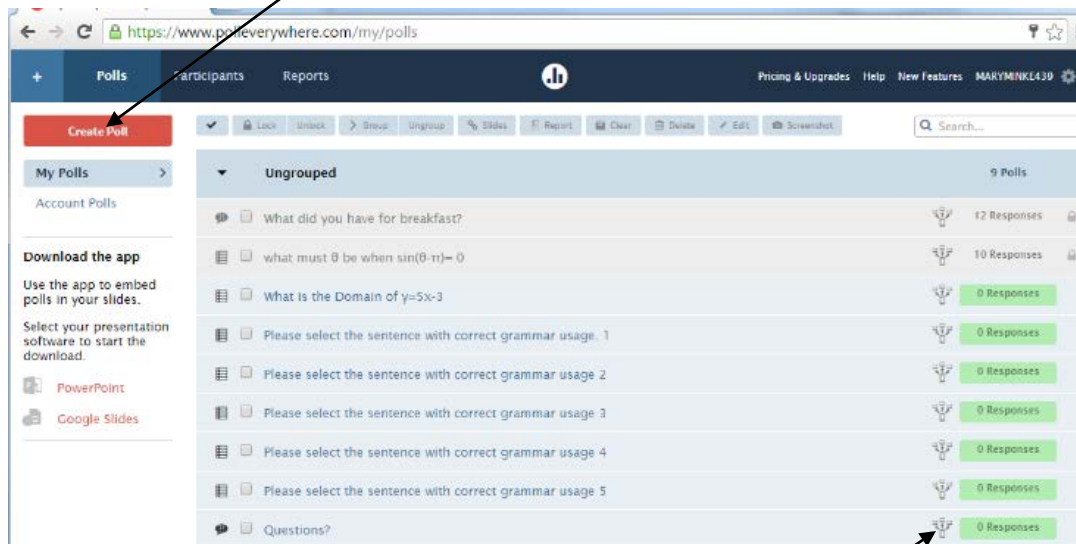 https://www.polleverywhere.com/my/polls
+ Polls Participants Reports Pricing & Upgrades Help New Features MARYMINKE439
Create Poll
Lock Unlock Group Ungroup Slides Report Clear Delete Edit Screenshot Search...
My Polls >
Ungrouped 9 Polls
Account Polls
What did you have for breakfast? 12 Responses
Download the app
what must θ be when sin(θ-π)= 0 10 Responses
Use the app to embed
polls in your slides.
What is the Domain of y=5x-3 0 Responses
Select your presentation
software to start the
download.
Please select the sentence with correct grammar usage. 1 0 Responses
Please select the sentence with correct grammar usage 2 0 Responses
PowerPoint
Please select the sentence with correct grammar usage 3 0 Responses
Google Slides
Please select the sentence with correct grammar usage 4 0 Responses
Please select the sentence with correct grammar usage 5 0 Responses
Questions? 0 Responses